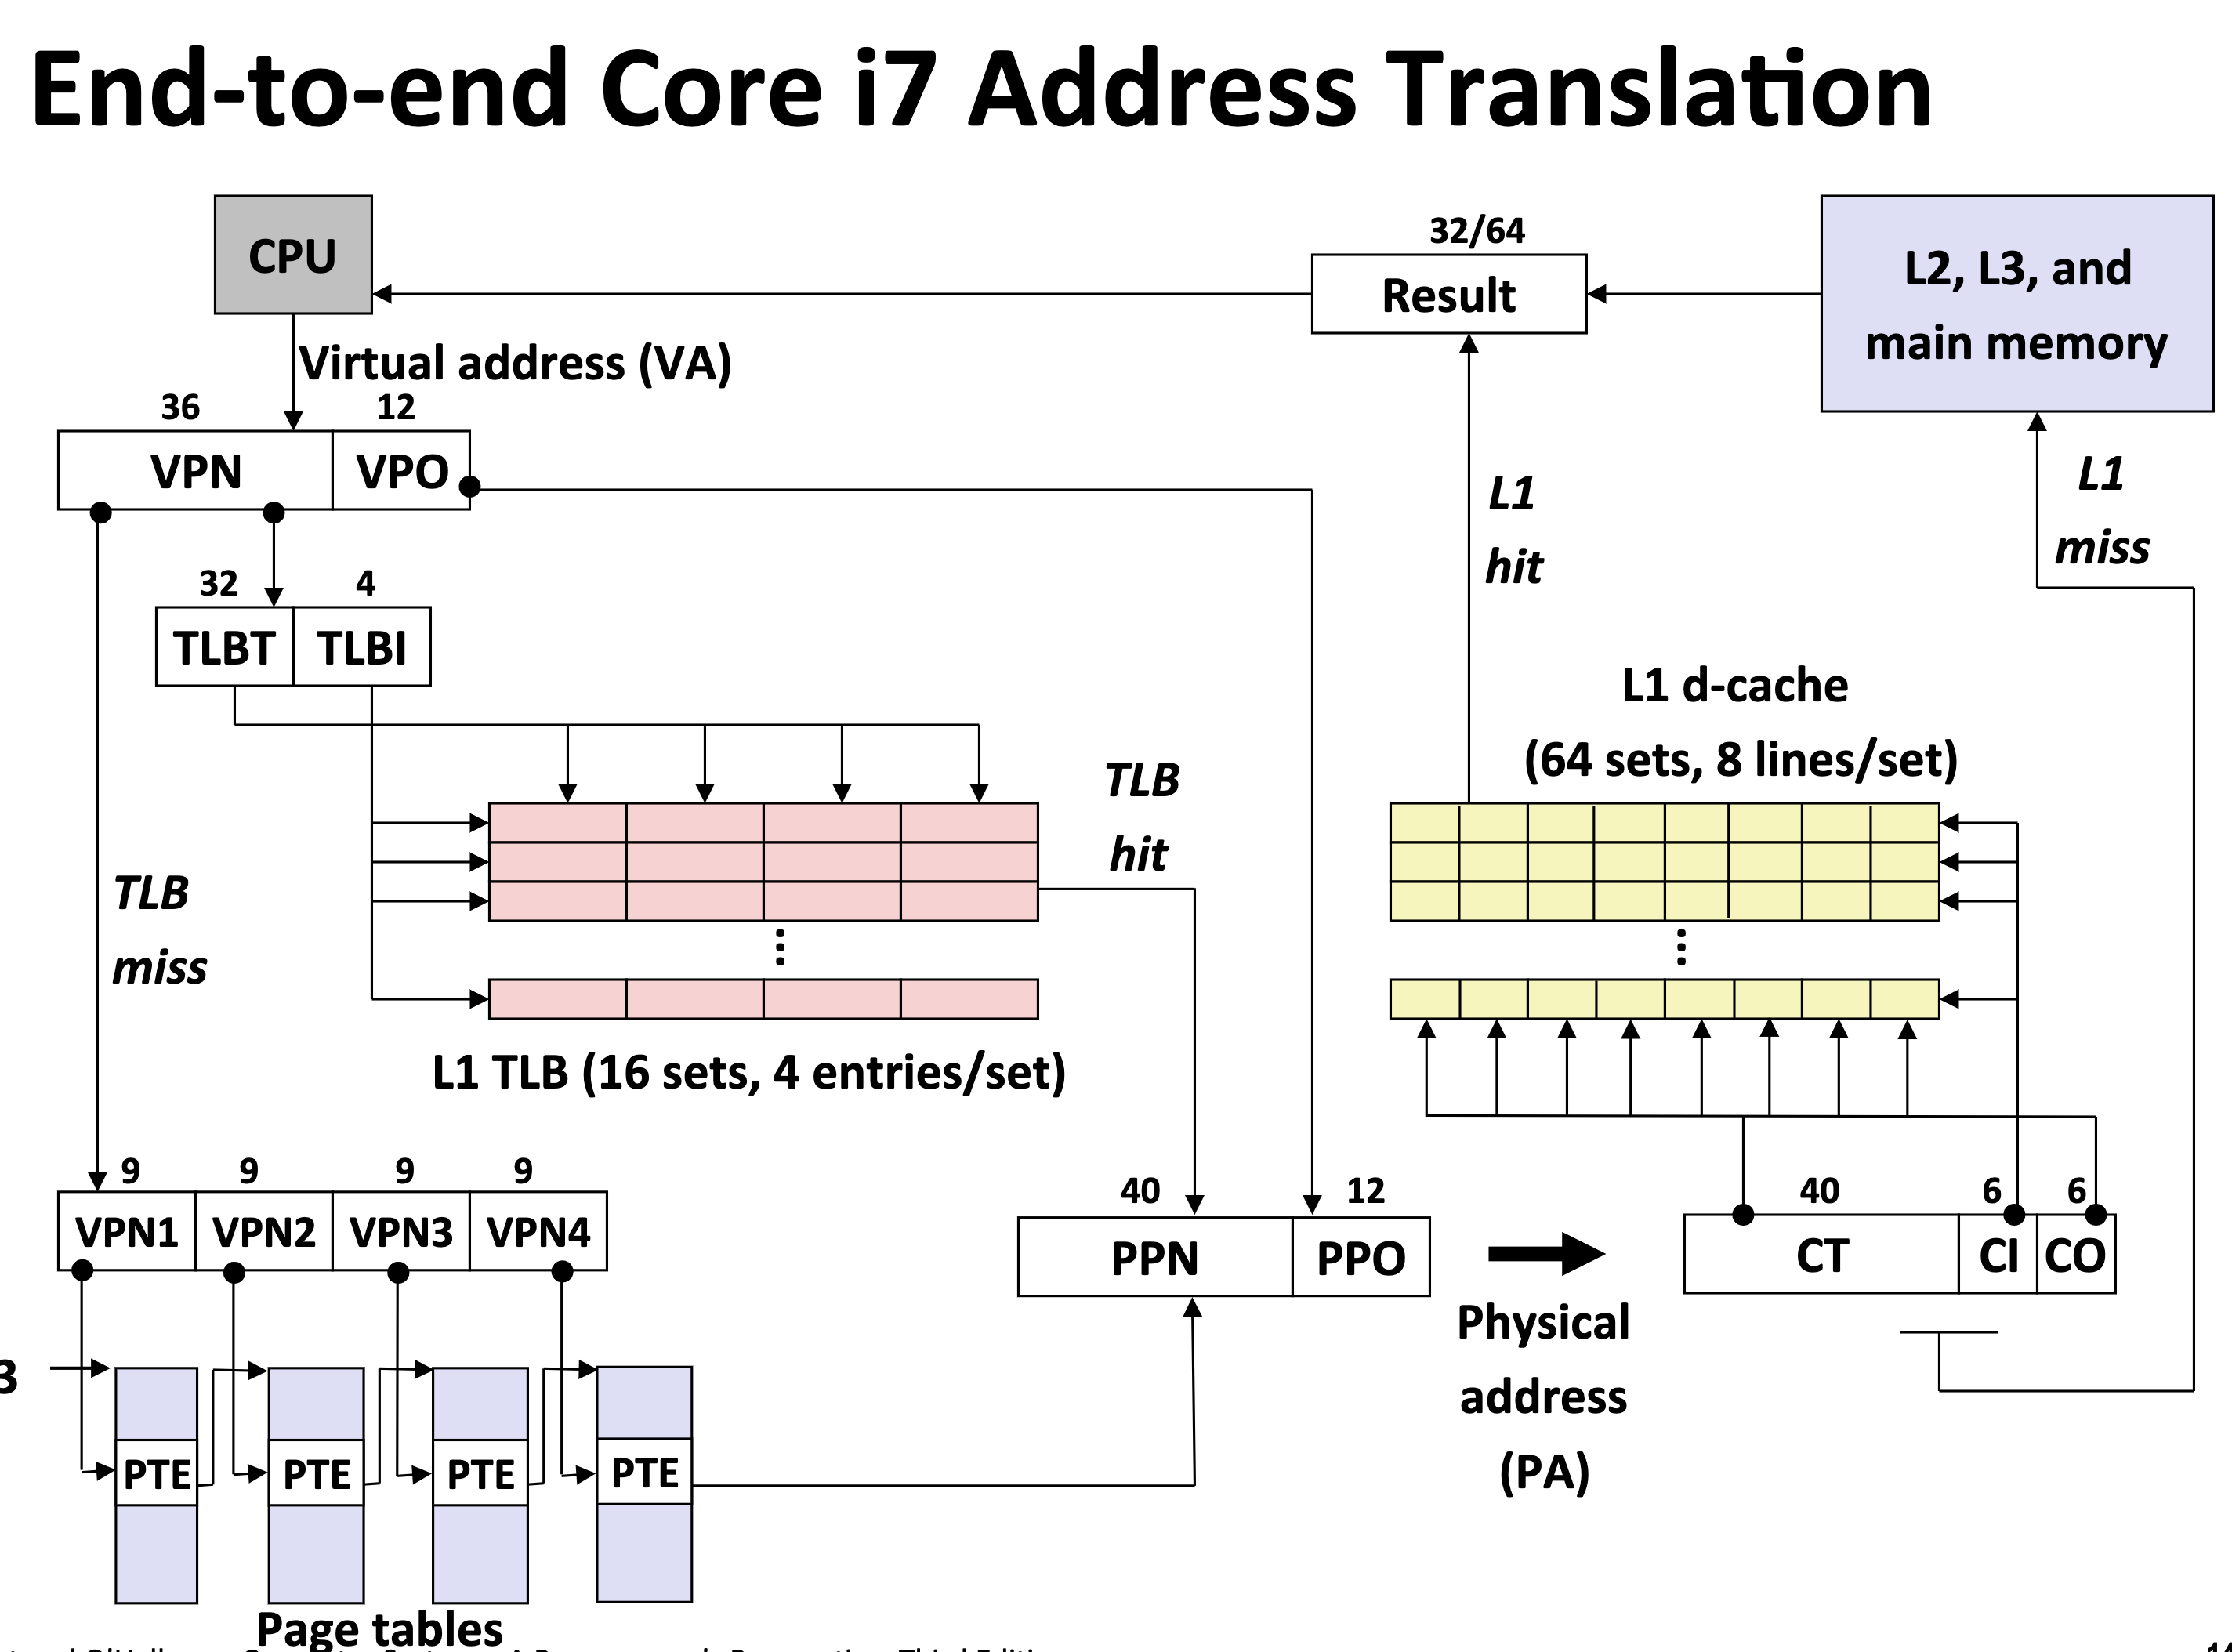 End-to-end Core i7 Address Translation
CPU
32/64
Result
L2, L3, and
main memory
Virtual address (VA)
36
12
VPN
VPO
L1
hit
L1
miss
32
4
TLBT
TLBI
L1 d-cache
(64 sets, 8 lines/set)
TLB
hit
TLB
miss
L1 TLB (16 sets, 4 entries/set)
9
9
9
9
VPN1
VPN2
VPN3
VPN4
40
12
PPN
PPO
40
6
6
CT
CI
CO
Physical
address
(PA)
3
PTE
PTE
PTE
PTE
Page tables